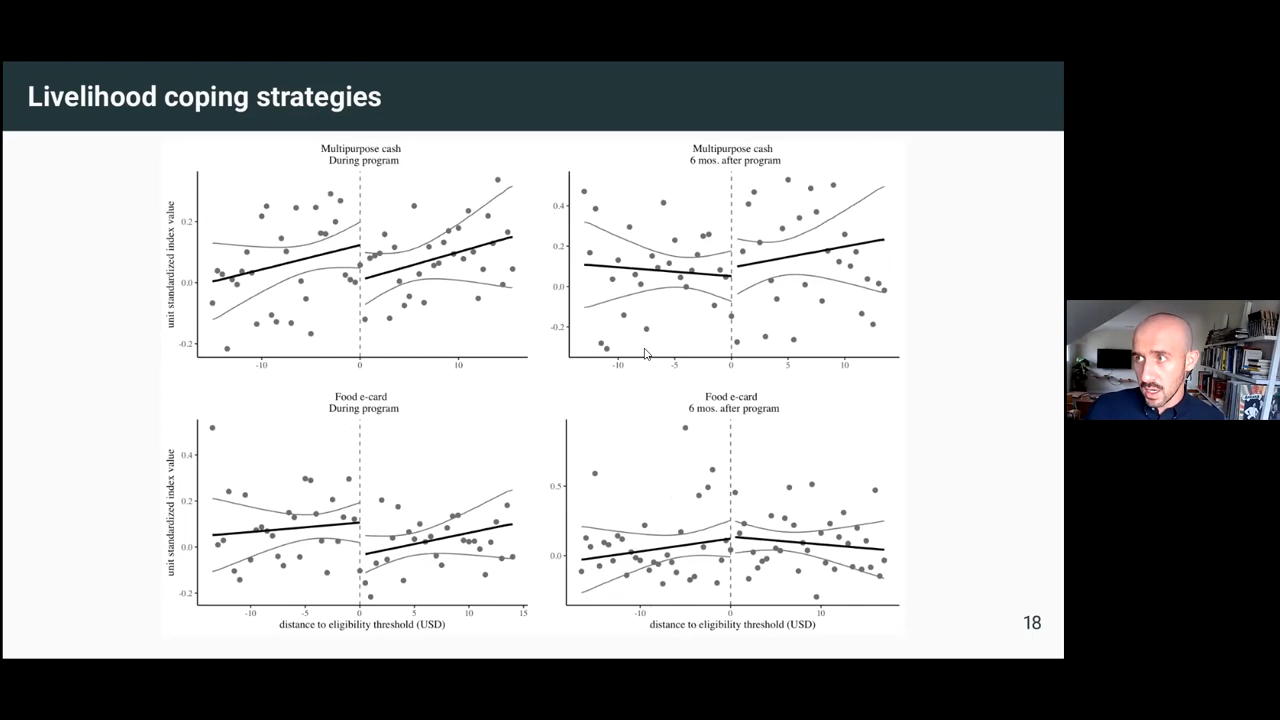 Livelihood coping strategies
Multipurpose cash
During program
Multipurpose cash
6 mos. after program
unit standardized index value
0.2
0.0
-0.2
-10
0
10
0.4
0.2
0.0
-0.2
-10
-5
0
5
10
Food e-card
During program
Food e-card
6 mos. after program
unit standardized index value
0.4
0.2
0.0
-0.2
-10
-5
0
5
10
15
distance to eligibility threshold (USD)
0.5
0.0
-10
0
10
distance to eligibility threshold (USD)
18